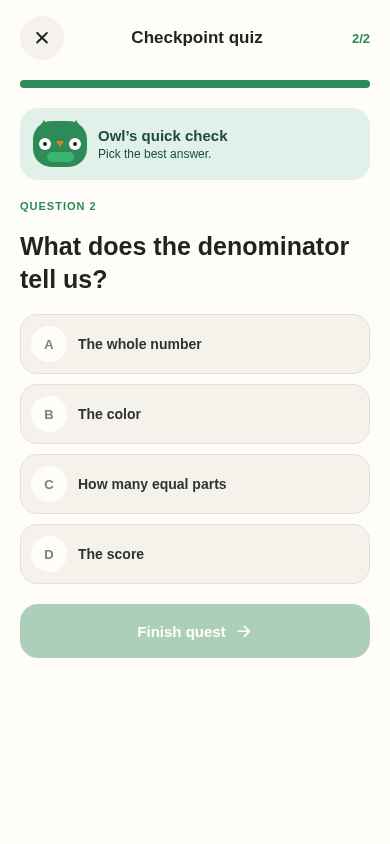 Checkpoint quiz
2/2
Owl’s quick check
Pick the best answer.
QUESTION 2
What does the denominator
tell us?
A The whole number
B The color
C How many equal parts
D The score
Finish quest